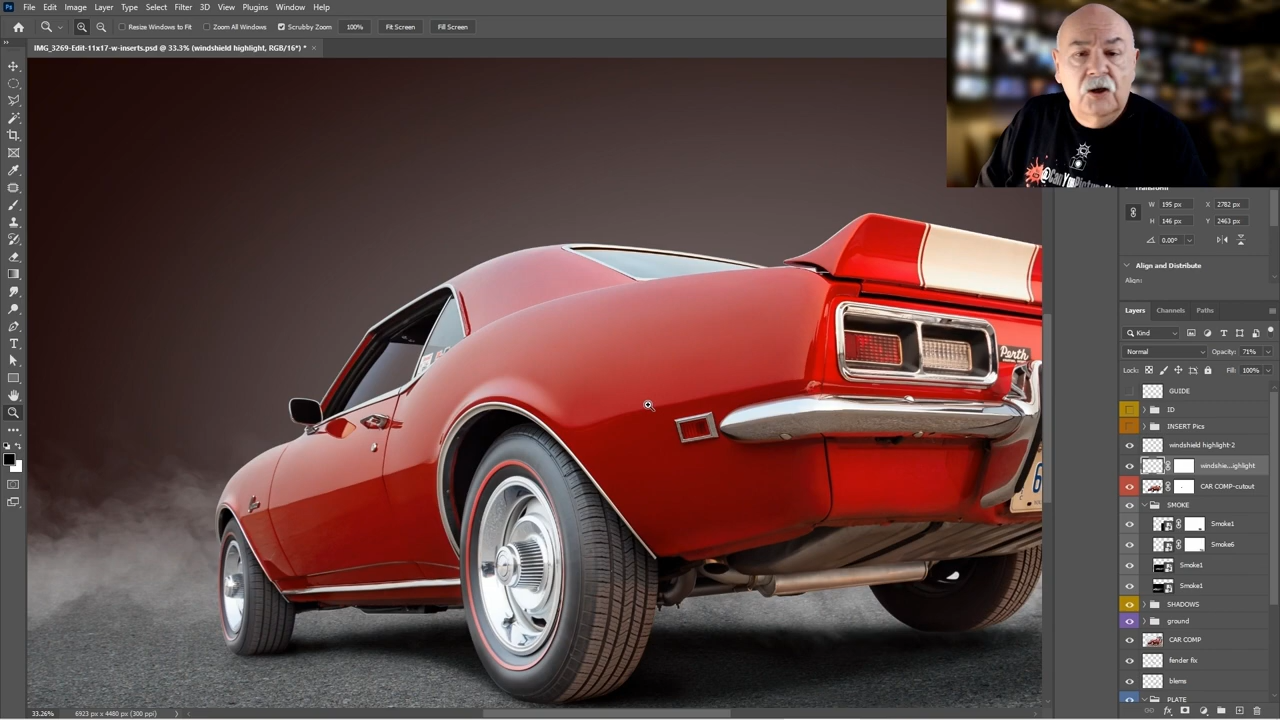 Ps File Edit Image Layer Type Select Filter 3D View Plugins Window Help
Resize Windows to Fit Zoom All Windows Scrubby Zoom 100% Fit Screen Fill Screen
IMG_3269-Edit-11x17-w-inserts.psd @ 33.3% (windshield highlight, RGB/16*) * ×
Transform
W 195 px X 2782 px
H 146 px Y 2463 px
0.00°
Align and Distribute
Align:
Layers Channels Paths
Kind
Normal Opacity: 71%
Lock: Fill: 100%
GUIDE
ID
INSERT Pics
windshield highlight-2
windshie...ighlight
CAR COMP-cutout
SMOKE
Smoke1
Smoke6
Smoke1
Smoke1
SHADOWS
ground
CAR COMP
fender fix
blems
PLATE
Perth
6
33.26% 6923 px x 4480 px (300 ppi)